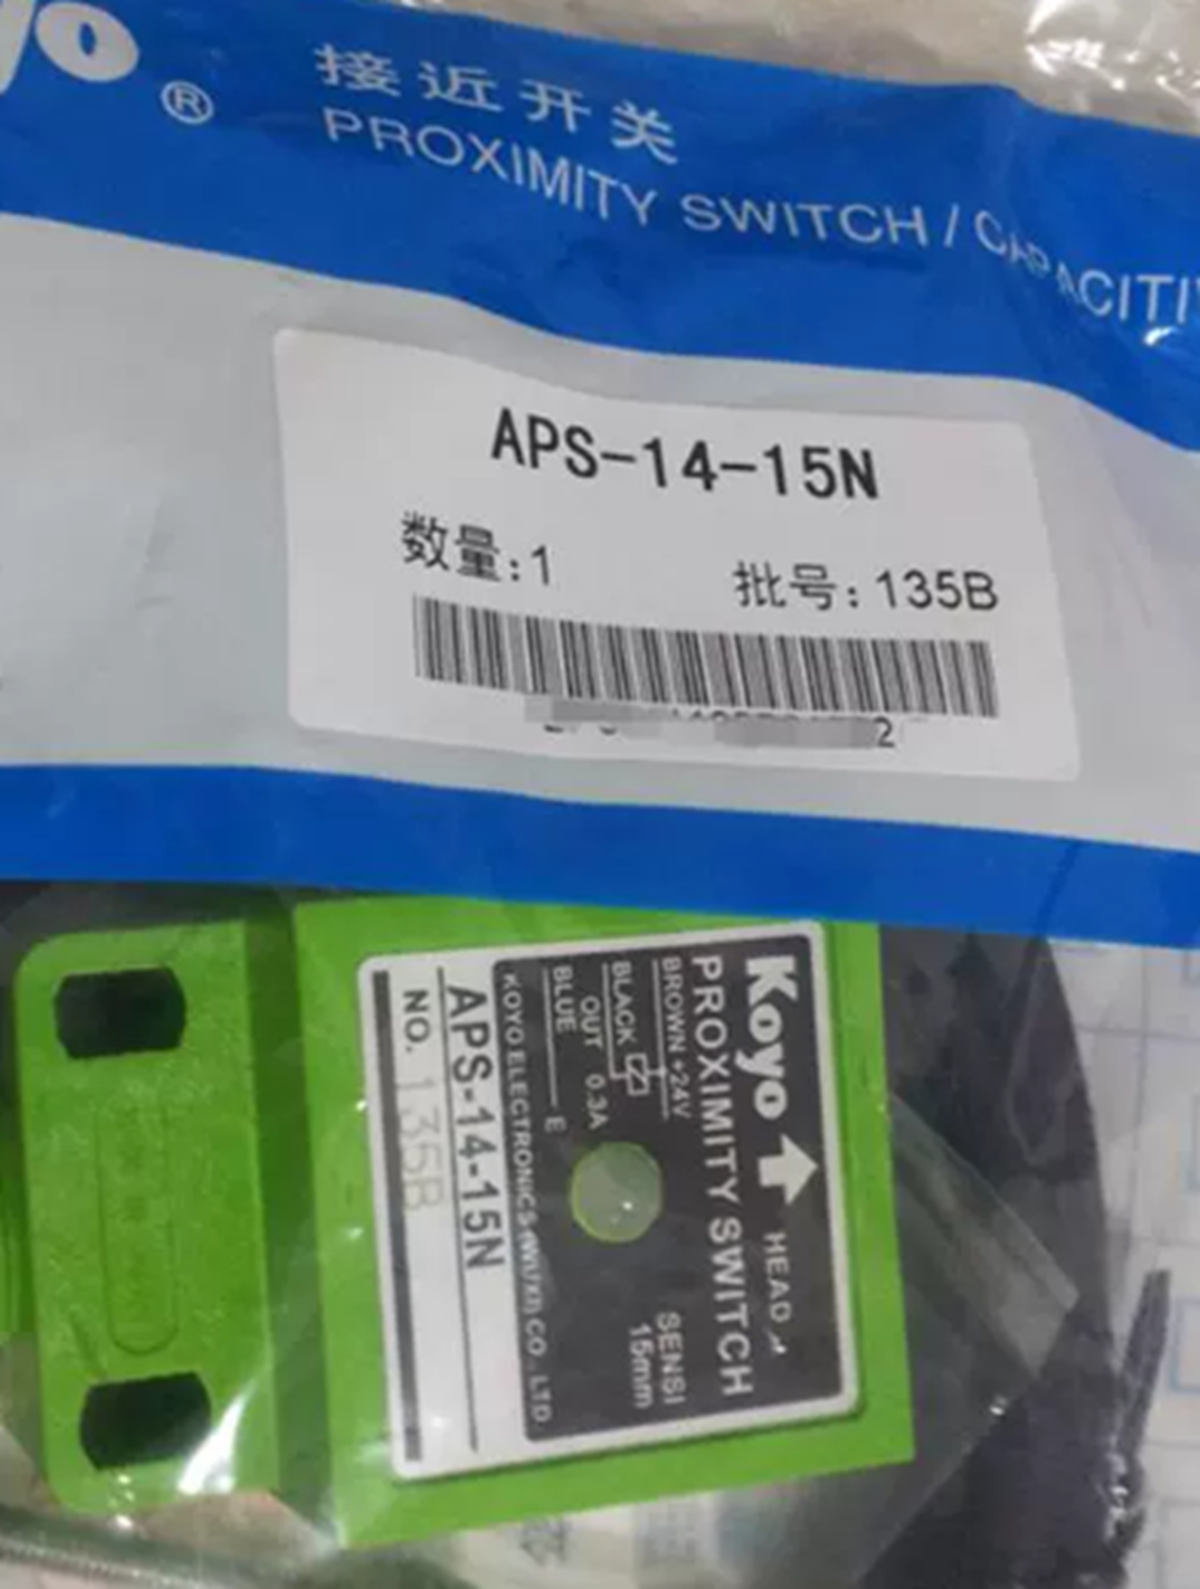 yo ®
接近开关
PROXIMITY SWITCH / CAPACITI
APS-14-15N
数量:1 批号: 135B
2
Koyo HEAD
PROXIMITY SWITCH
BROWN +24V
BLACK
OUT 0.3A
BLUE E
SENSI
15mm
KOYO ELECTRONICS (WUXI) CO., LTD
APS-14-15N
NO. 135B